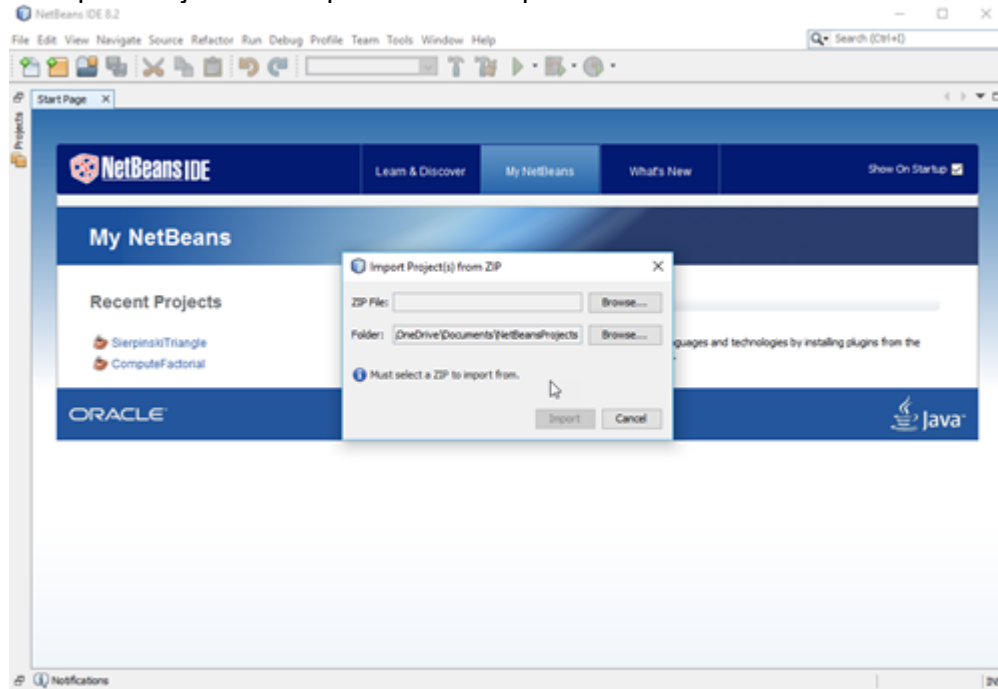 NetBeans IDE 8.2
File Edit View Navigate Source Refactor Run Debug Profile Team Tools Window Help
Search (Ctrl+I)
Start Page
Projects
NetBeans IDE
Learn & Discover
My NetBeans
What's New
Show On Startup
My NetBeans
Import Project(s) from ZIP
Recent Projects
ZIP File:
Browse....
Folder: OneDrive\Documents\NetBeansProjects
Browse....
SierpinskiTriangle
guages and technologies by installing plugins from the
ComputeFactorial
Must select a ZIP to import from.
Import
Cancel
ORACLE
Java
Notifications